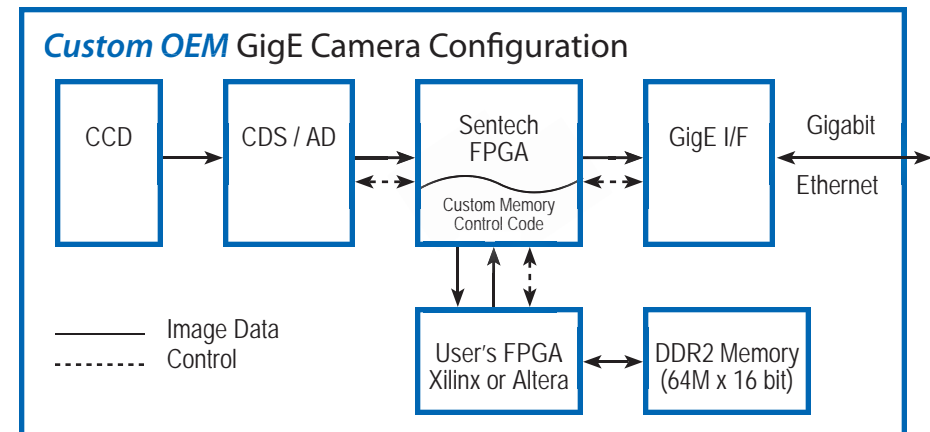 Custom OEM GigE Camera Configuration
CCD
CDS / AD
Sentech
FPGA
Custom Memory
Control Code
GigE I/F
Gigabit
Ethernet
Image Data
Control
User's FPGA
Xilinx or Altera
DDR2 Memory
(64M x 16 bit)